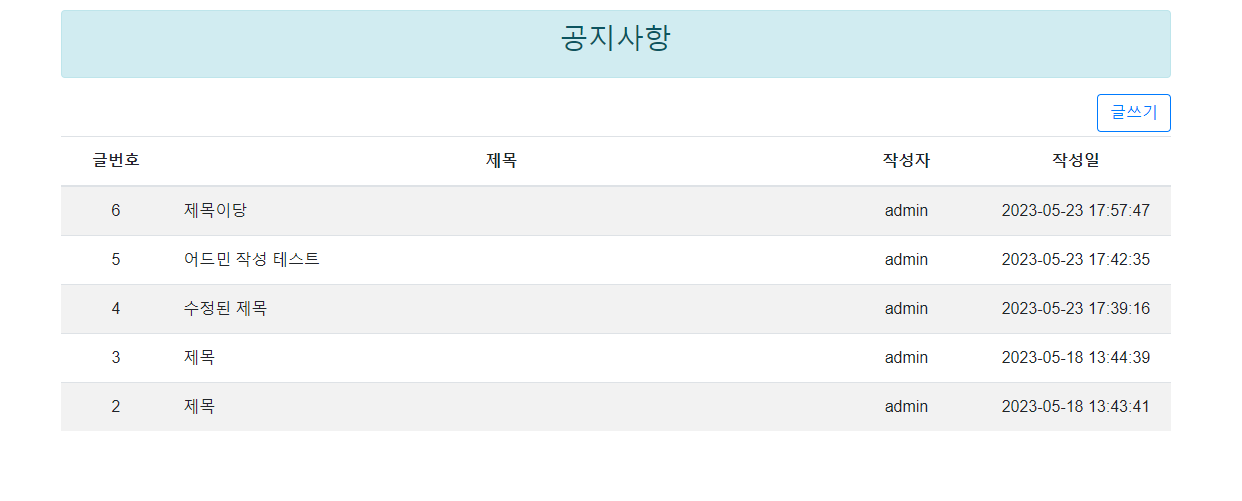 공지사항
글쓰기
글번호 제목 작성자 작성일
6 제목이당 admin 2023-05-23 17:57:47
5 어드민 작성 테스트 admin 2023-05-23 17:42:35
4 수정된 제목 admin 2023-05-23 17:39:16
3 제목 admin 2023-05-18 13:44:39
2 제목 admin 2023-05-18 13:43:41